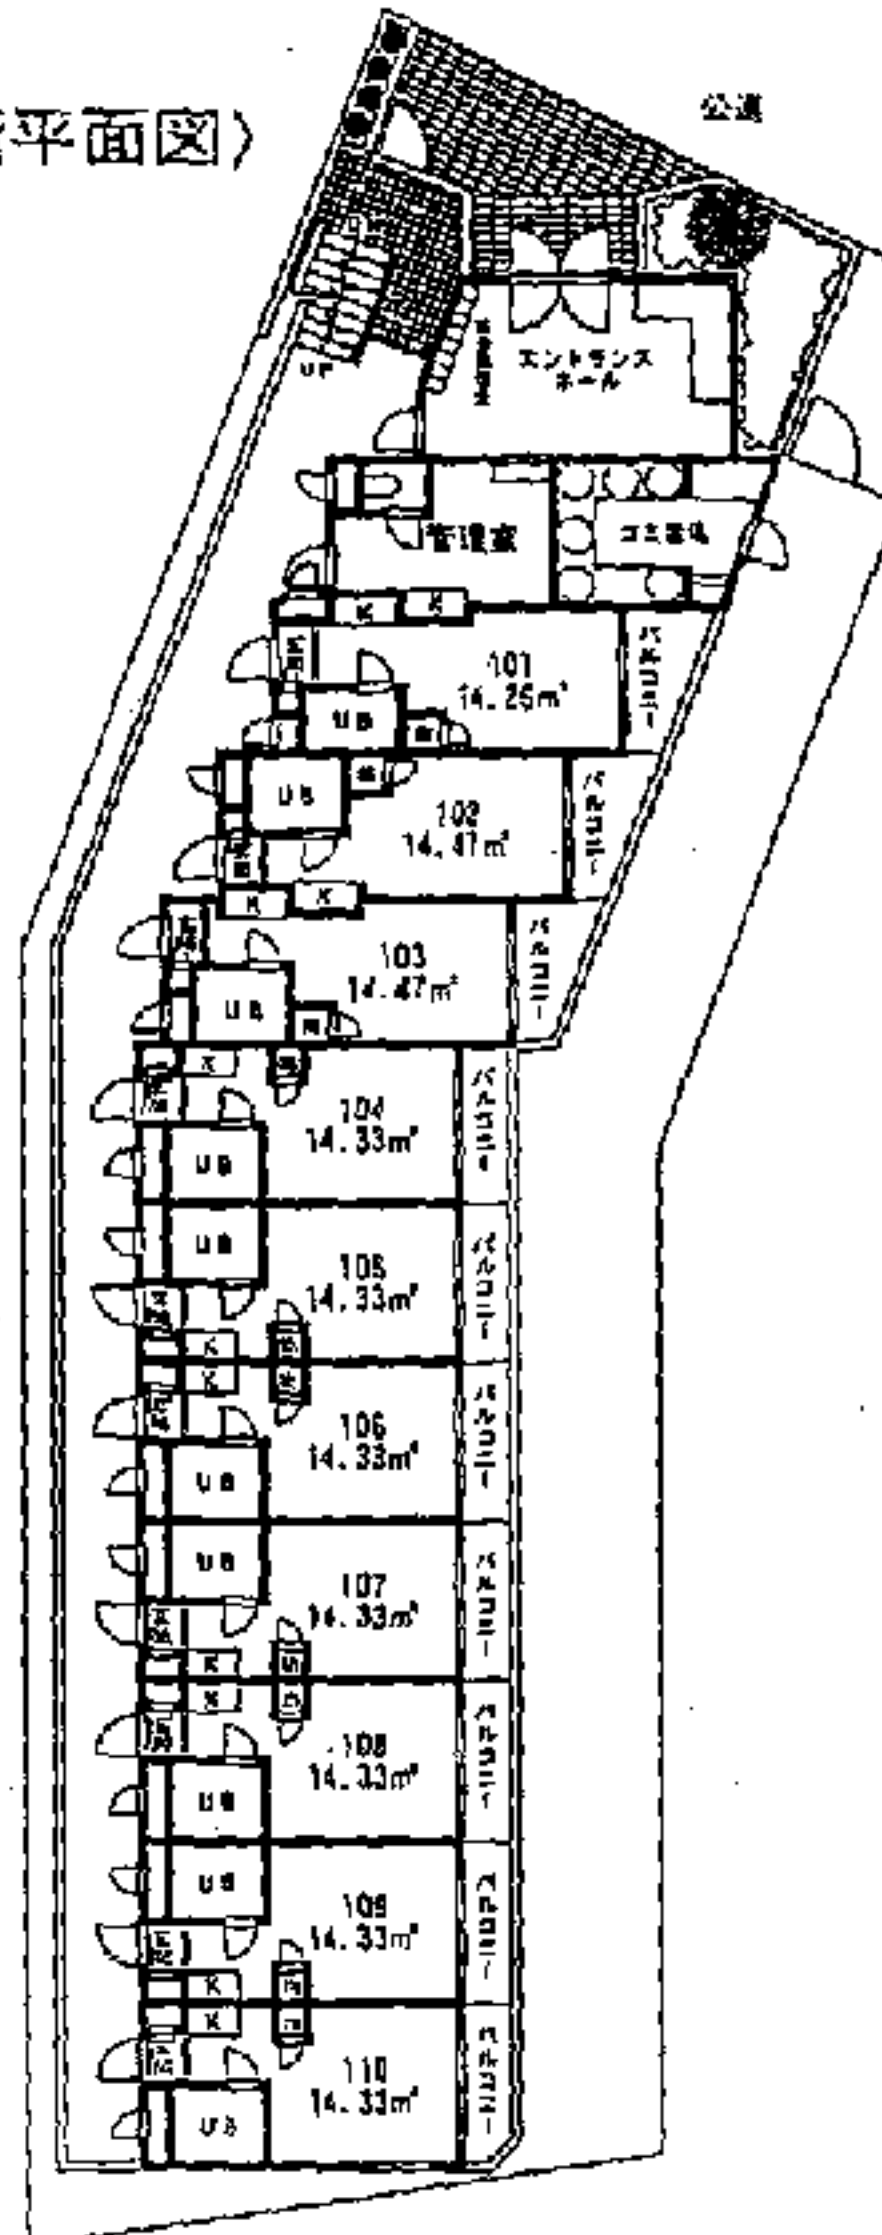 平面図〉
公道
UP
エントランス
ホール
管理室
ゴミ置場
K
K
101
バルコニー
UB
UB
102
14.47㎡
バルコニー
K
K
103
14.47㎡
バルコニー
UB
K
104
14.33㎡
バルコニー
UB
UB
105
14.33㎡
バルコニー
K
K
106
14.33㎡
バルコニー
UB
UB
107
14.33㎡
バルコニー
K
K
108
14.33㎡
バルコニー
UB
UB
109
14.33㎡
バルコニー
K
K
110
14.33㎡
バルコニー
UB